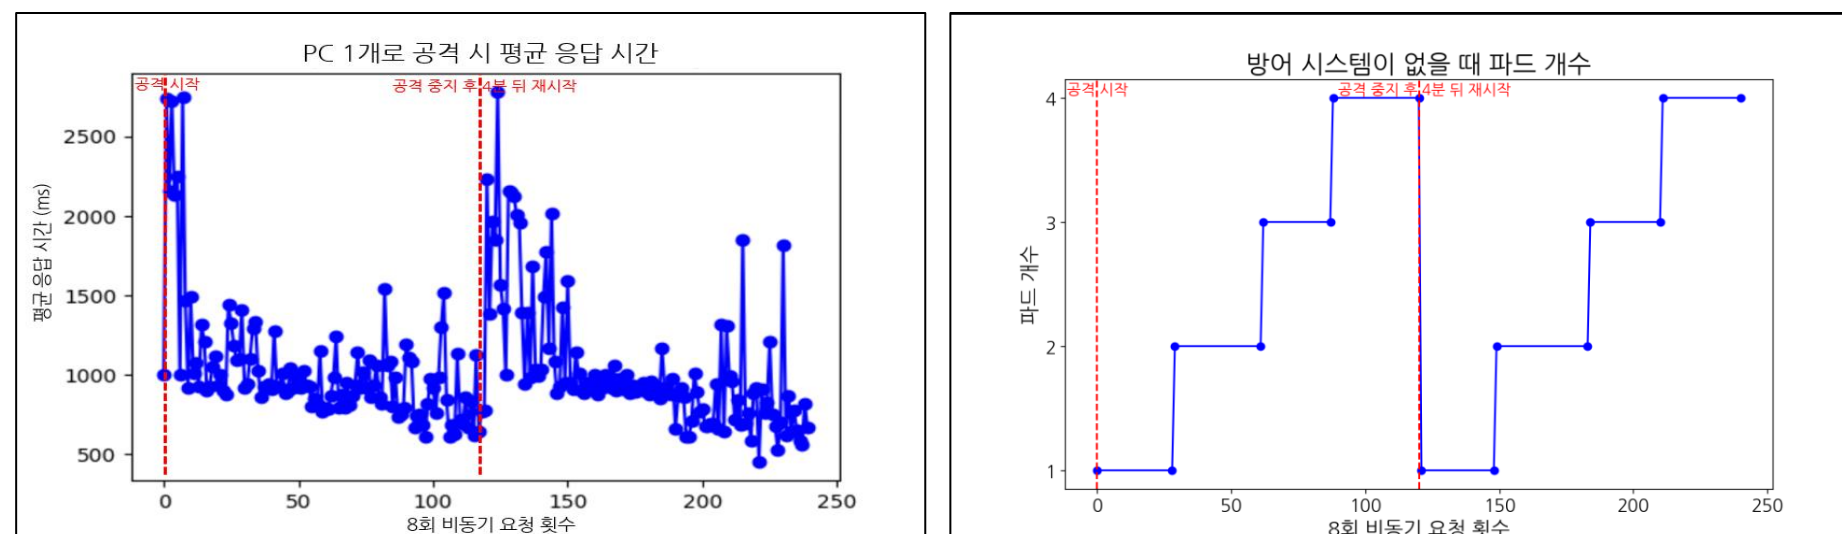 PC 1개로 공격 시 평균 응답 시간
공격 시작
공격 중지 후 4분 뒤 재시작
평균 응답 시간 (ms)
2500
2000
1500
1000
500
0 50 100 150 200 250
8회 비동기 요청 횟수
방어 시스템이 없을 때 파드 개수
공격 시작
공격 중지 후 4분 뒤 재시작
파드 개수
4
3
2
1
0 50 100 150 200 250
8회 비동기 요청 횟수